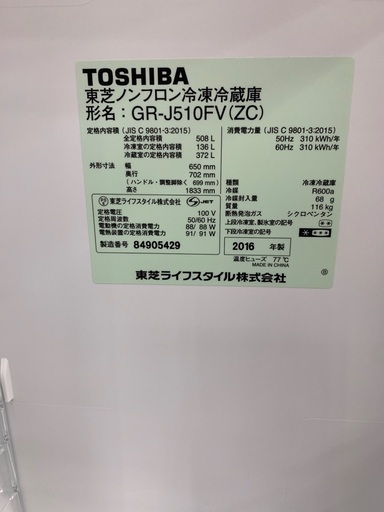 TOSHIBA
東芝ノンフロン冷凍冷蔵庫
形名：GR-J510FV(ZC)
定格内容積（JIS C 9801-3:2015）
全定格内容積 508 L
冷凍室の定格内容積 136 L
冷蔵室の定格内容積 372 L
外形寸法 幅 650 mm
奥行 702 mm
（ハンドル・調整脚除く 699 mm）
高さ 1833 mm
東芝ライフスタイル株式会社 JET
定格電圧 100 V
定格周波数 50/60 Hz
電動機の定格消費電力 88/ 88 W
電熱装置の定格消費電力 91/ 91 W
製造番号 84905429
消費電力量（JIS C 9801-3:2015）
50Hz 310 kWh/年
60Hz 310 kWh/年
種類 冷凍冷蔵庫
冷媒 R600a
冷媒封入量 68 g
質量 116 kg
断熱発泡ガス シクロペンタン
上段冷凍室、製氷室の記号 ＊＊
下段冷凍室の記号 ＊ ＊＊＊
2016 年製
温度ヒューズ 77℃
MADE IN CHINA
東芝ライフスタイル株式会社